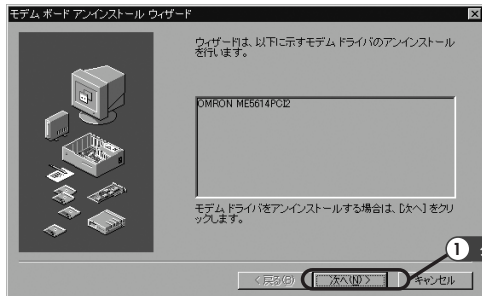 モデム ボード アンインストール ウィザード
ウィザードは、以下に示すモデム ドライバのアンインストール
を行います。
OMRON ME5614PCI2
モデム ドライバをアンインストールする場合は、[次へ] をクリ
ックします。
1
< 戻る(B)
次へ(N) >
キャンセル